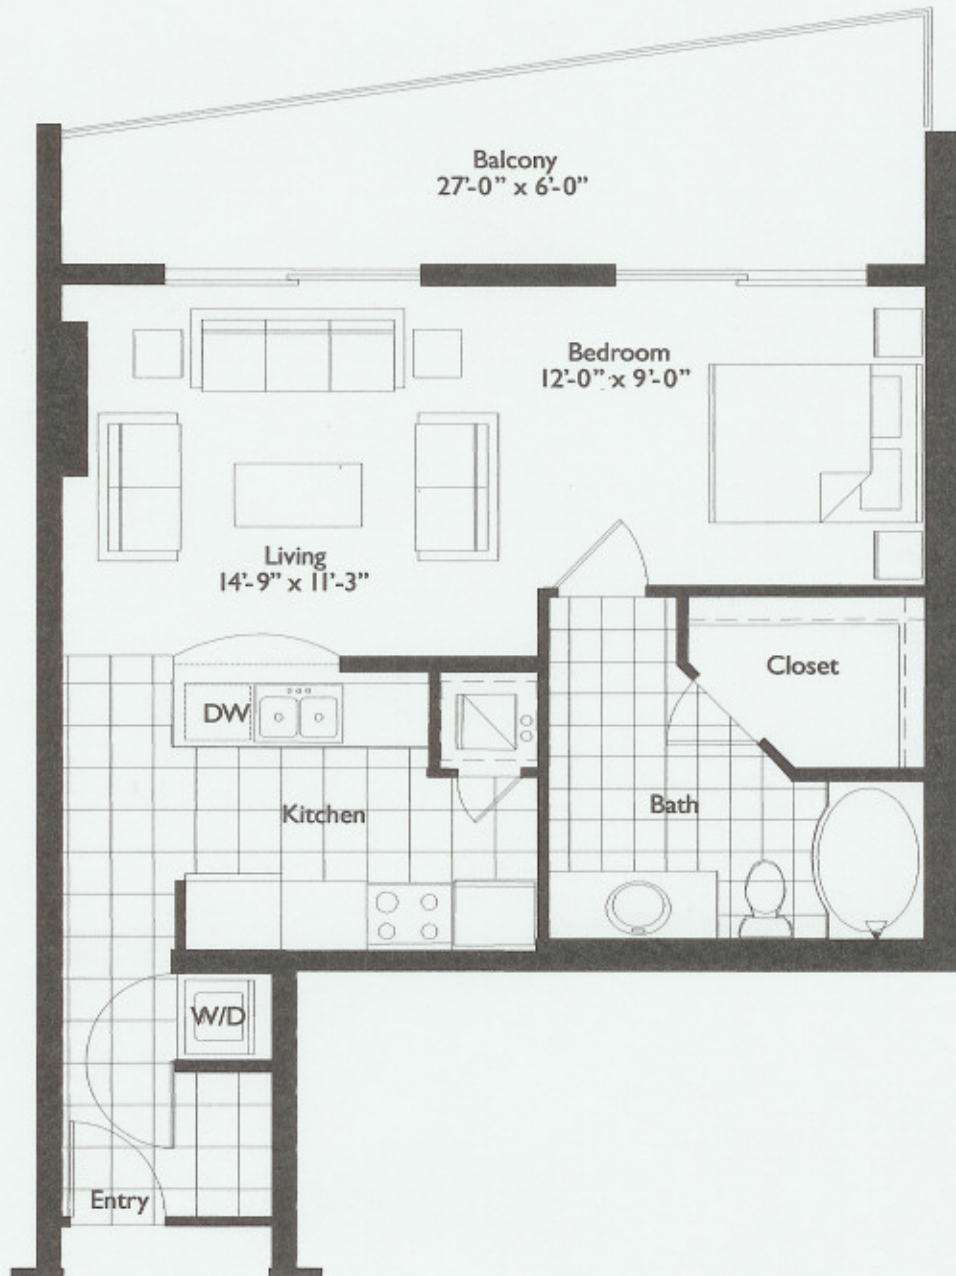 Balcony
27'-0" x 6'-0"
Bedroom
12'-0" x 9'-0"
Living
14'-9" x 11'-3"
Closet
DW
Kitchen
Bath
W/D
Entry